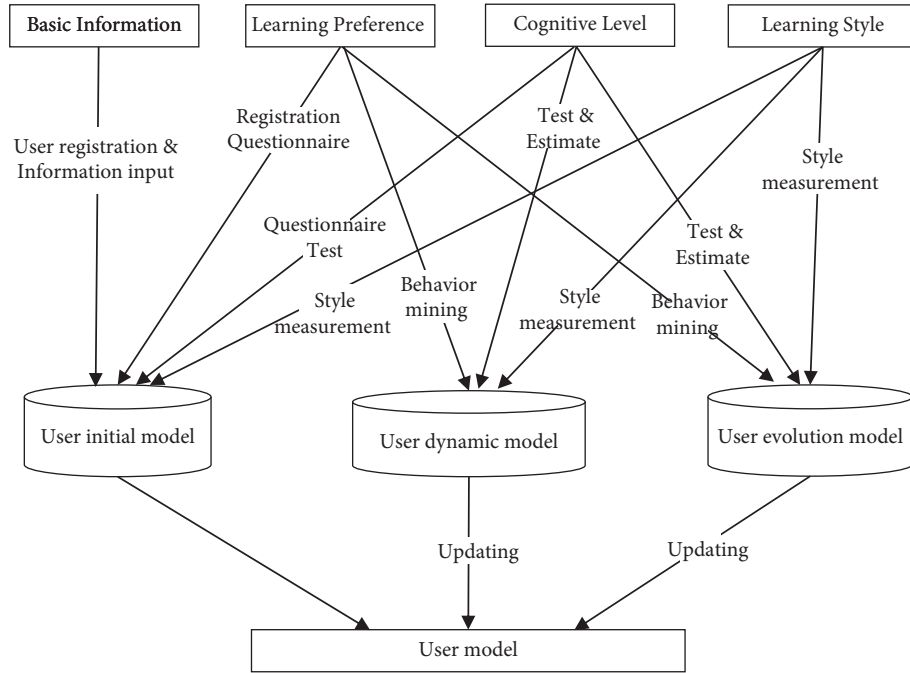 Basic Information
Learning Preference
Cognitive Level
Learning Style
User registration &
Information input
Registration
Questionnaire
Test &
Estimate
Style
measurement
Questionnaire
Test
Test &
Estimate
Style
measurement
Behavior
mining
Style
measurement
Behavior
mining
User initial model
User dynamic model
User evolution model
Updating
Updating
User model